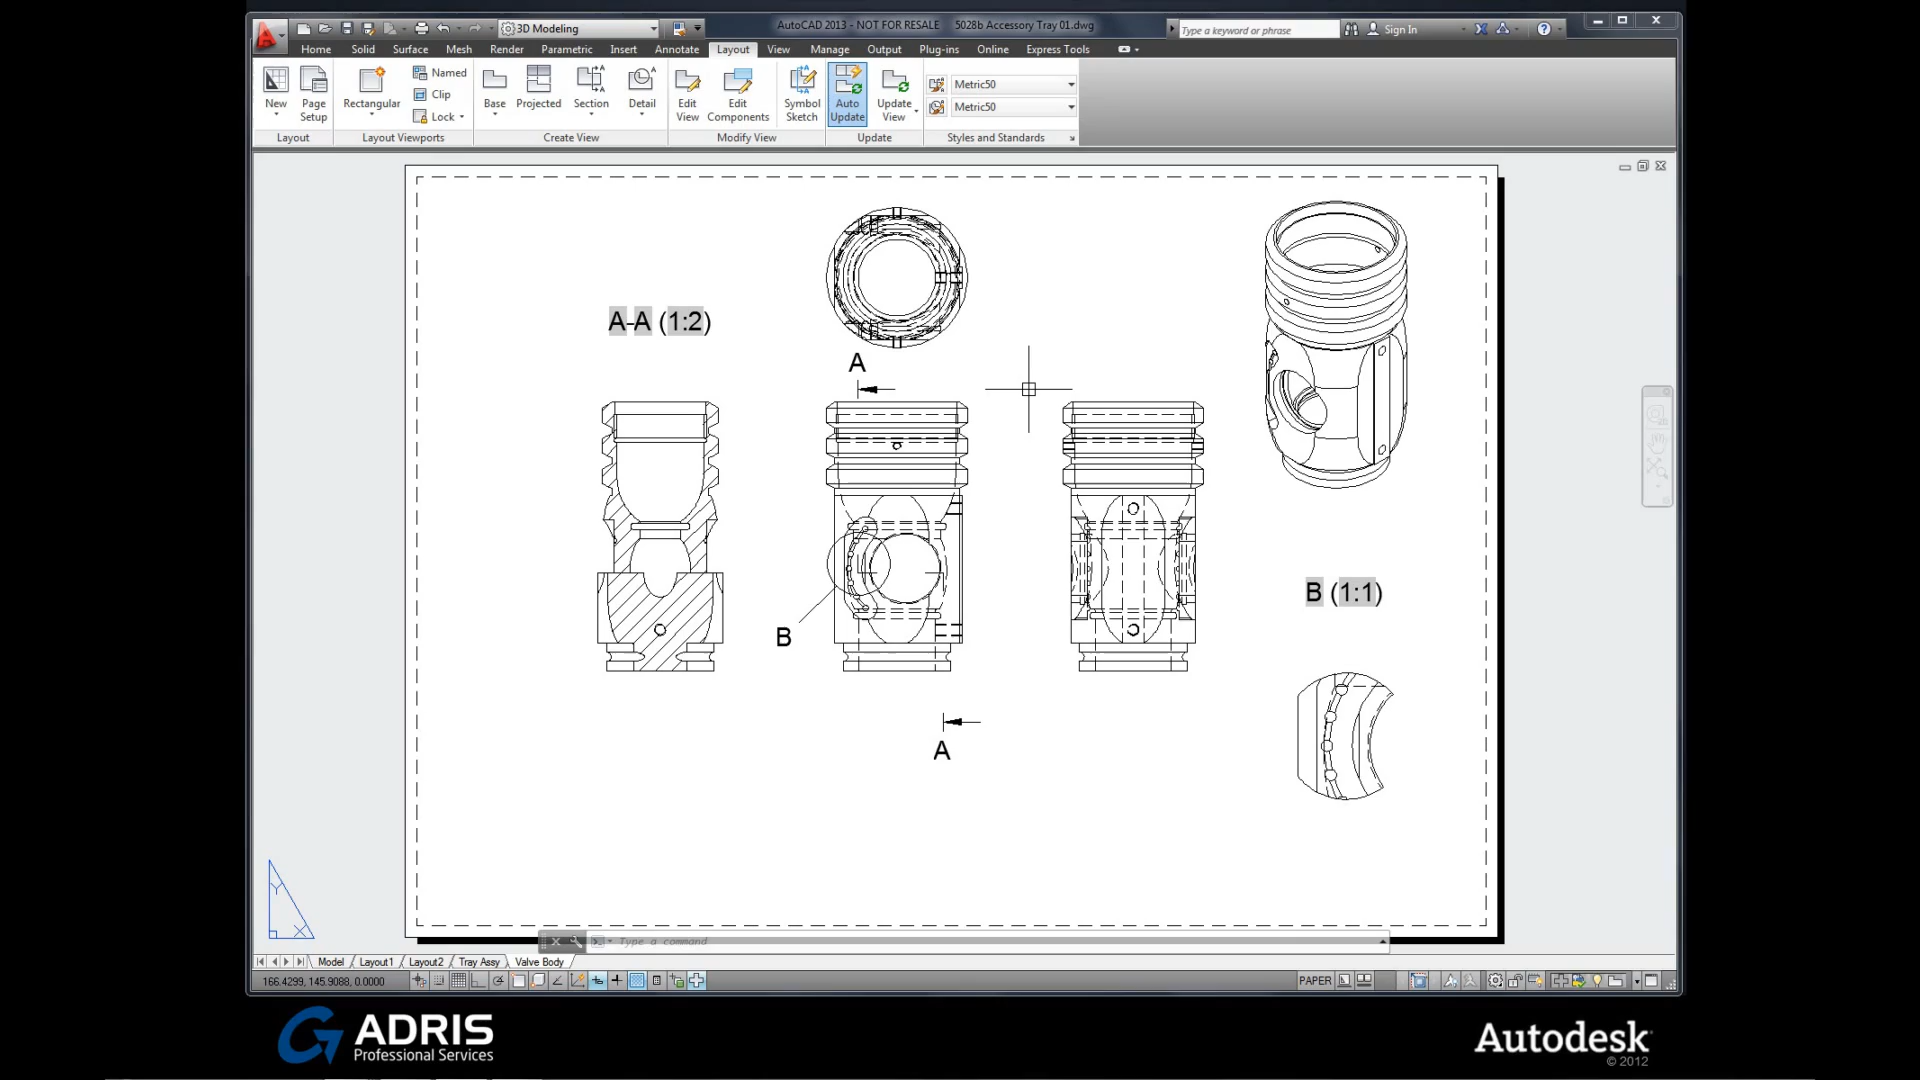 3D Modeling
AutoCAD 2013 - NOT FOR RESALE 5028b Accessory Tray 01.dwg
Type a keyword or phrase
Sign In
Home Solid Surface Mesh Render Parametric Insert Annotate Layout View Manage Output Plug-ins Online Express Tools
New
Page Setup
Rectangular
Named
Clip
Lock
Base
Projected
Section
Detail
Edit View
Edit Components
Symbol Sketch
Auto Update
Update View
Metric50
Metric50
Layout
Layout Viewports
Create View
Modify View
Update
Styles and Standards
A-A (1:2)
A
B
B (1:1)
A
Y
X
Type a command
Model Layout1 Layout2 Tray Assy Valve Body
166.4299, 145.9088, 0.0000
PAPER
ADRIS
Professional Services
Autodesk
© 2012